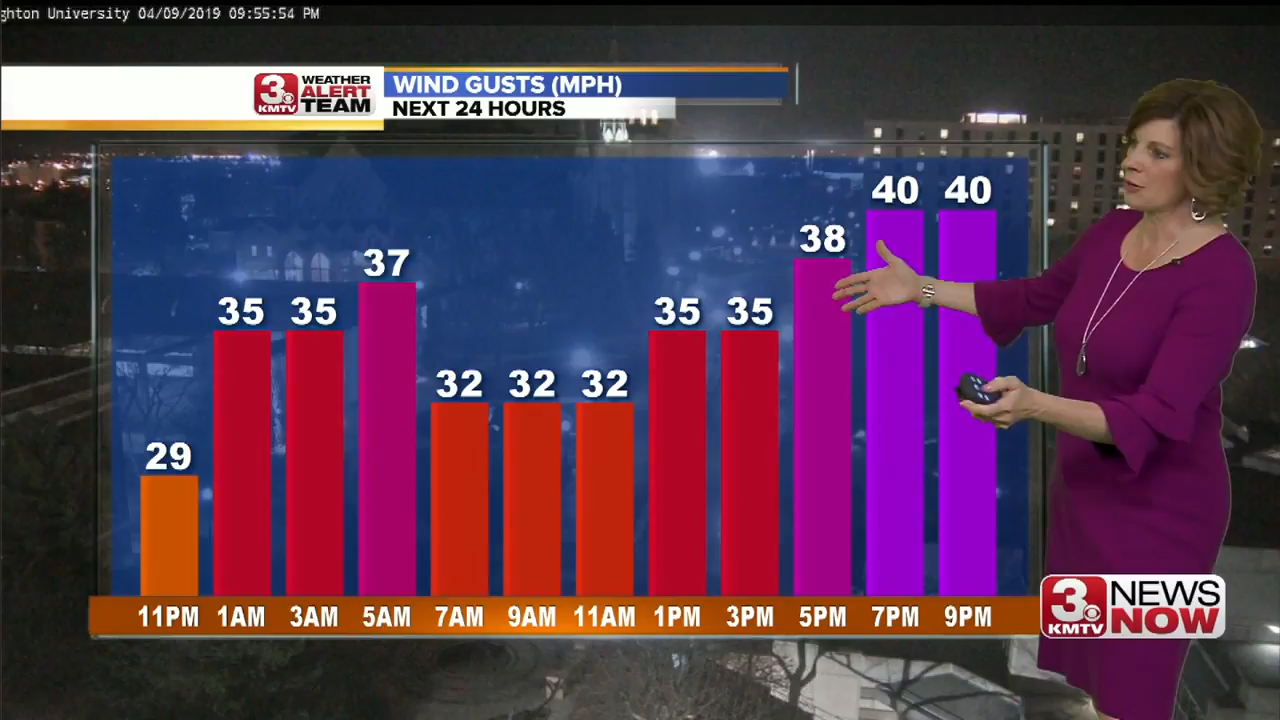 ghton University 04/09/2019 09:55:54 PM
3 KMTV
WEATHER
ALERT
TEAM
WIND GUSTS (MPH)
NEXT 24 HOURS
29 35 35 37 32 32 32 35 35 38 40 40
11PM 1AM 3AM 5AM 7AM 9AM 11AM 1PM 3PM 5PM 7PM 9PM
3 KMTV
NEWS
NOW